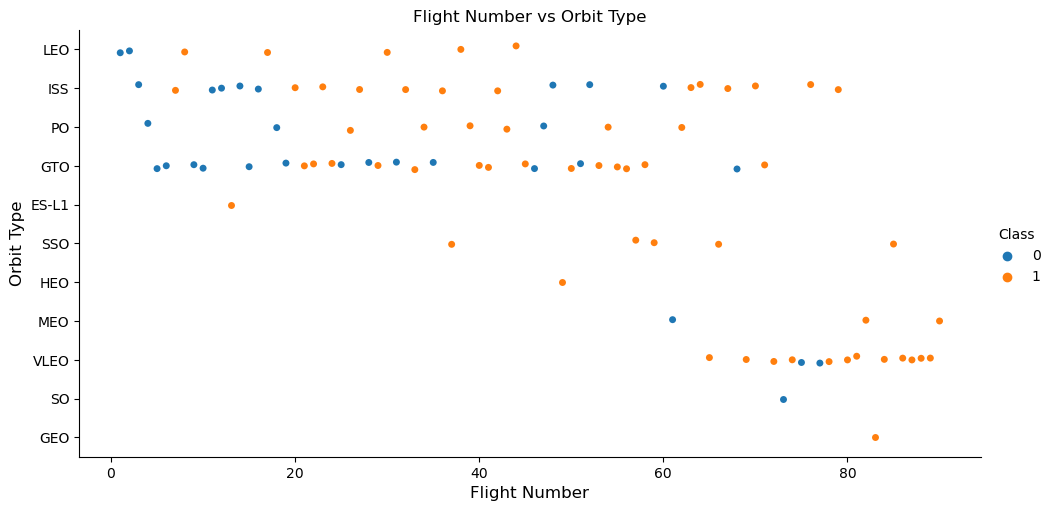 Flight Number vs Orbit Type
Orbit Type
LEO
ISS
PO
GTO
ES-L1
SSO
HEO
MEO
VLEO
SO
GEO
0
20
40
60
80
Flight Number
Class
0
1